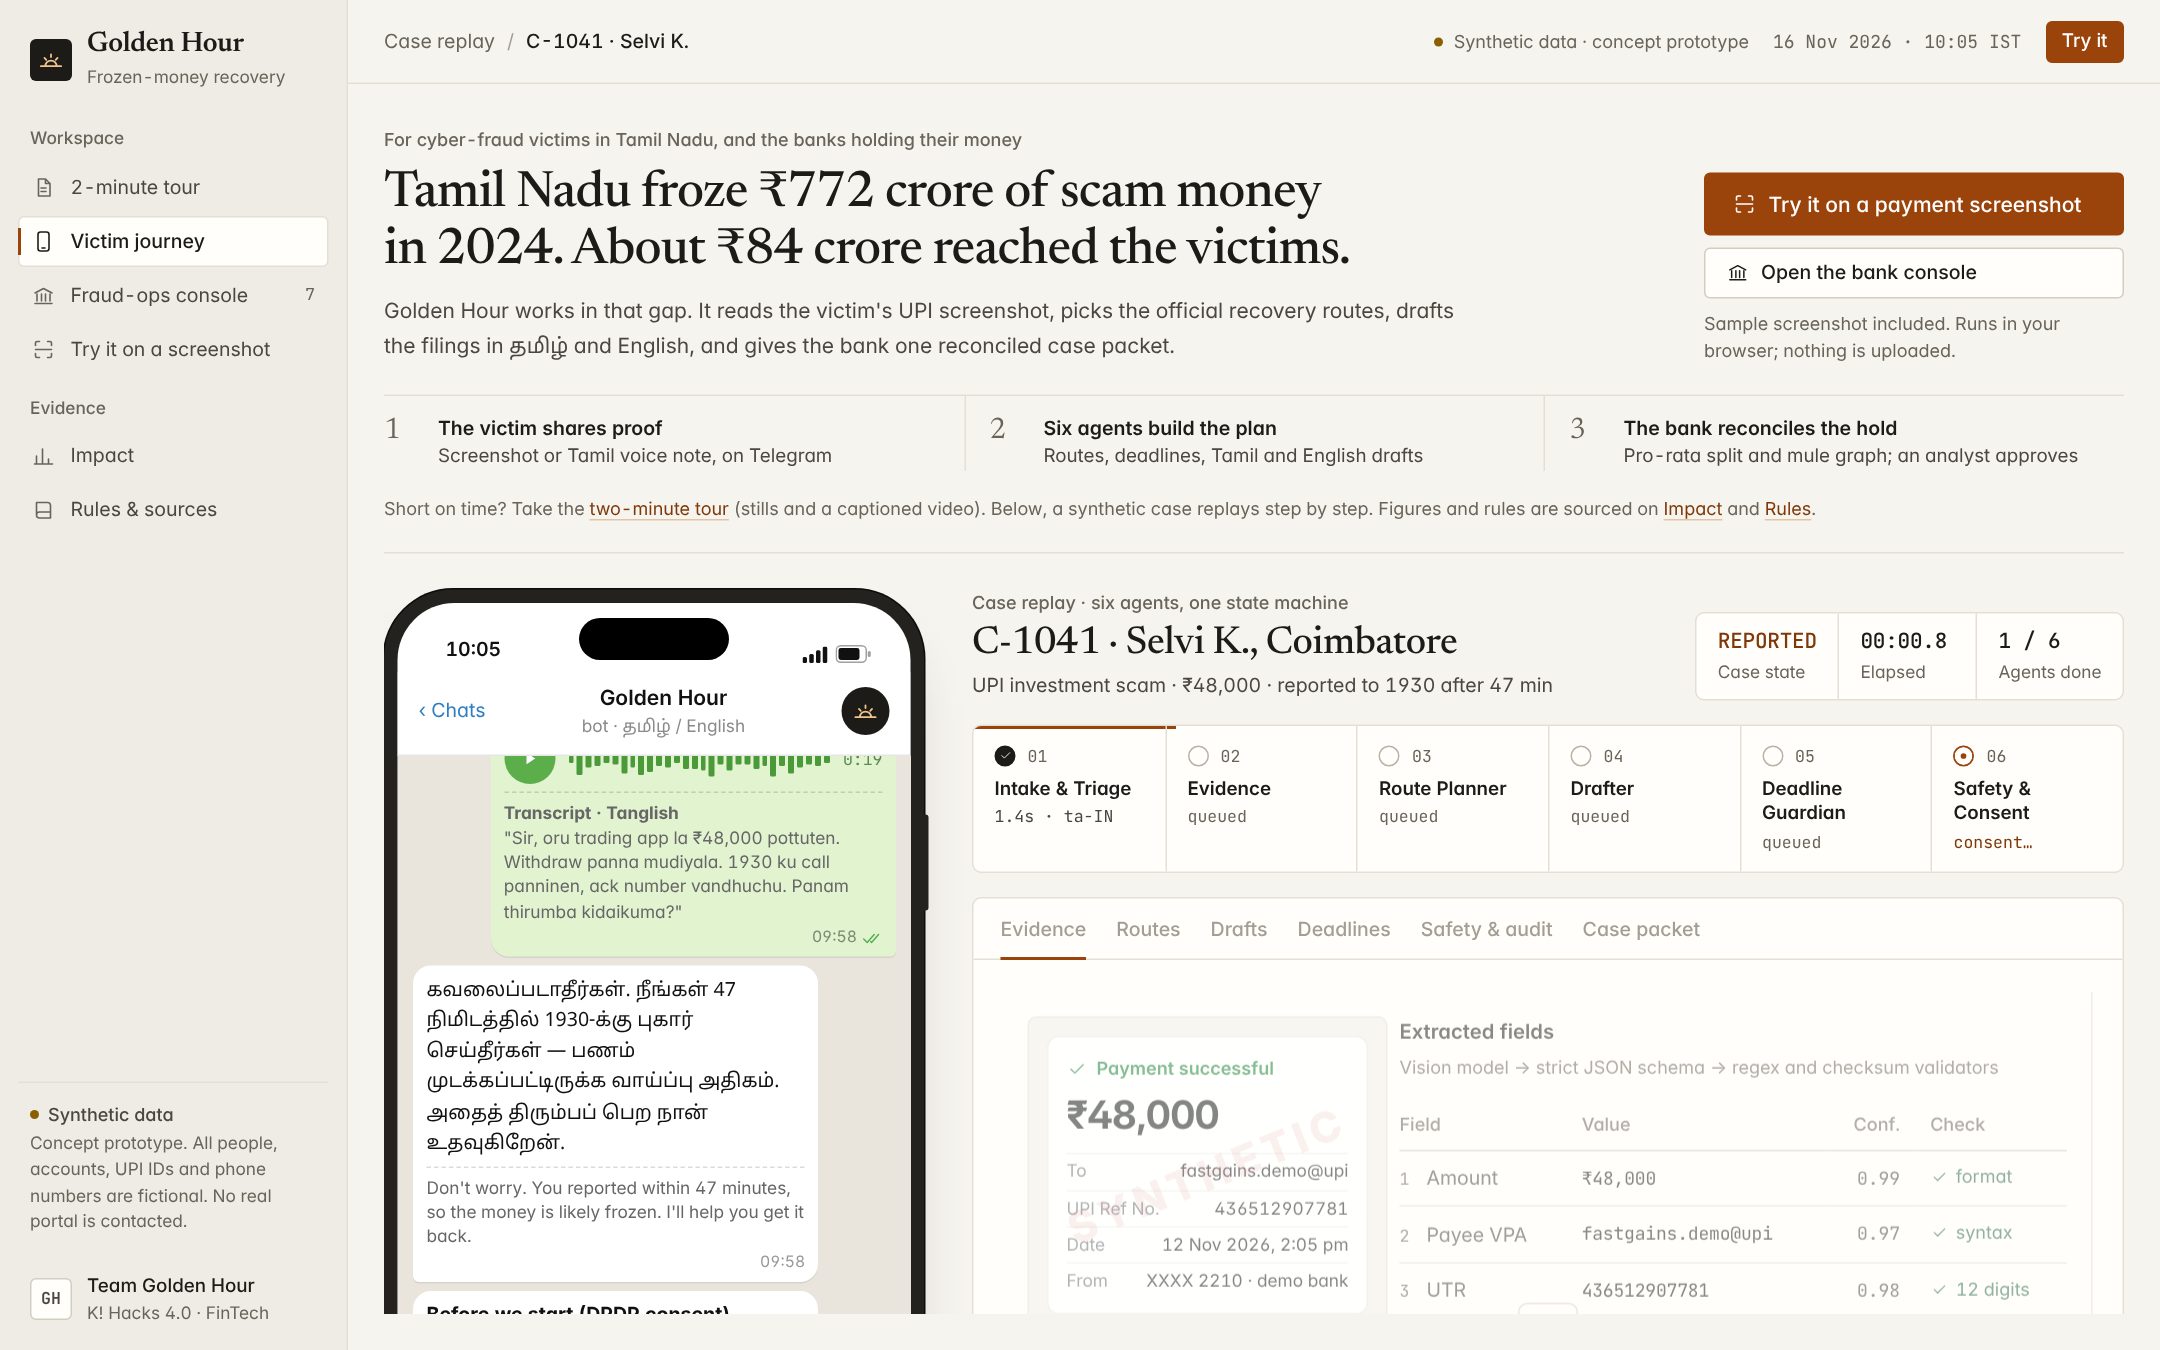 Golden Hour
Frozen-money recovery
Workspace
2-minute tour
Victim journey
Fraud-ops console 7
Try it on a screenshot
Evidence
Impact
Rules & sources
Synthetic data
Concept prototype. All people,
accounts, UPI IDs and phone
numbers are fictional. No real
portal is contacted.
GH
Team Golden Hour
K! Hacks 4.0 · FinTech
Case replay / C-1041 · Selvi K.
Synthetic data · concept prototype
16 Nov 2026 · 10:05 IST
Try it
For cyber-fraud victims in Tamil Nadu, and the banks holding their money
Tamil Nadu froze ₹772 crore of scam money
in 2024. About ₹84 crore reached the victims.
Golden Hour works in that gap. It reads the victim's UPI screenshot, picks the official recovery routes, drafts
the filings in தமிழ் and English, and gives the bank one reconciled case packet.
Try it on a payment screenshot
Open the bank console
Sample screenshot included. Runs in your
browser; nothing is uploaded.
1
The victim shares proof
Screenshot or Tamil voice note, on Telegram
2
Six agents build the plan
Routes, deadlines, Tamil and English drafts
3
The bank reconciles the hold
Pro-rata split and mule graph; an analyst approves
Short on time? Take the two-minute tour (stills and a captioned video). Below, a synthetic case replays step by step. Figures and rules are sourced on Impact and Rules.
10:05
‹ Chats
Golden Hour
bot · தமிழ் / English
0:19
Transcript · Tanglish
"Sir, oru trading app la ₹48,000 pottuten.
Withdraw panna mudiyala. 1930 ku call
panninen, ack number vandhuchu. Panam
thirumba kidaikuma?"
09:58
கவலைப்படாதீர்கள். நீங்கள் 47
நிமிடத்தில் 1930-க்கு புகார்
செய்தீர்கள் — பணம்
முடக்கப்பட்டிருக்க வாய்ப்பு அதிகம்.
அதைத் திரும்பப் பெற நான்
உதவுகிறேன்.
Don't worry. You reported within 47 minutes,
so the money is likely frozen. I'll help you get it
back.
09:58
Before we start (DPDP consent)
Case replay · six agents, one state machine
C-1041 · Selvi K., Coimbatore
UPI investment scam · ₹48,000 · reported to 1930 after 47 min
REPORTED
Case state
00:00.8
Elapsed
1 / 6
Agents done
01
Intake & Triage
1.4s · ta-IN
02
Evidence
queued
03
Route Planner
queued
04
Drafter
queued
05
Deadline
Guardian
queued
06
Safety &
Consent
consent…
Evidence Routes Drafts Deadlines Safety & audit Case packet
Payment successful
₹48,000
SYNTHETIC
To fastgains.demo@upi
UPI Ref No. 436512907781
Date 12 Nov 2026, 2:05 pm
From XXXX 2210 · demo bank
Extracted fields
Vision model → strict JSON schema → regex and checksum validators
Field Value Conf. Check
1 Amount ₹48,000 0.99 ✓ format
2 Payee VPA fastgains.demo@upi 0.97 ✓ syntax
3 UTR 436512907781 0.98 ✓ 12 digits